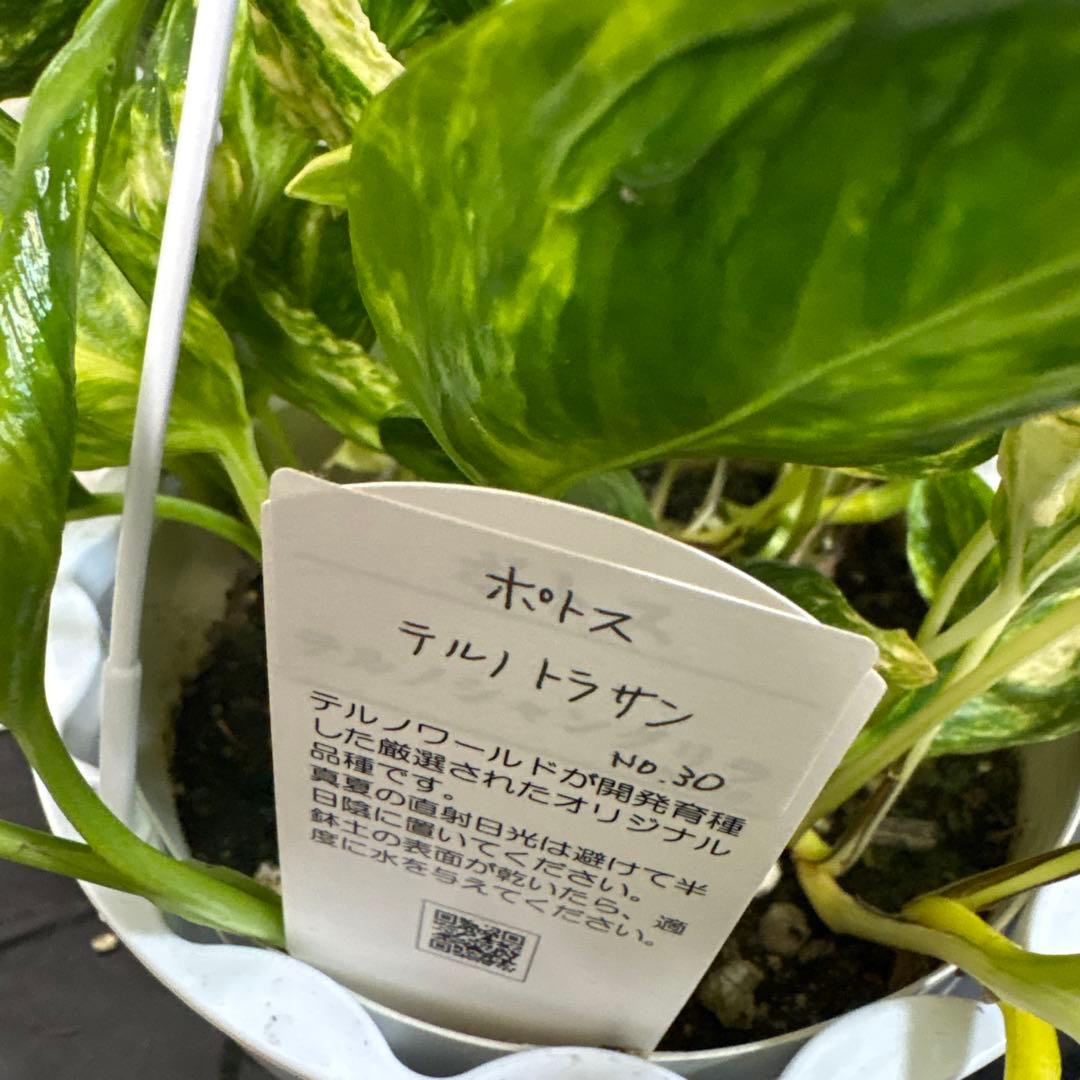 ポトス
テルノトラサン
NO.30
テルノワールドが開発育種
した厳選されたオリジナル
品種です。
真夏の直射日光は避けて半
日陰に置いてください。
鉢土の表面が乾いたら、適
度に水を与えてください。